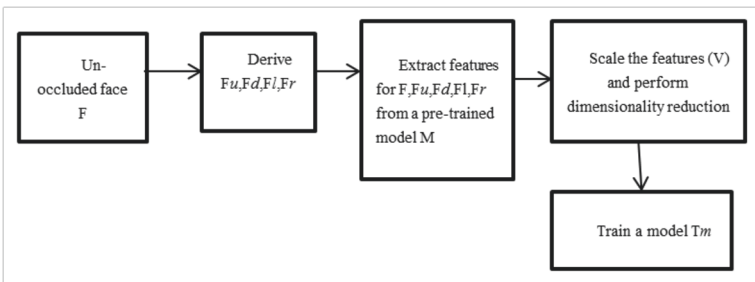 Un-
occluded face
F
Derive
Fu,Fd,Fl,Fr
Extract features
for F,Fu,Fd,Fl,Fr
from a pre-trained
model M
Scale the features (V)
and perform
dimensionality reduction
Train a model Tm